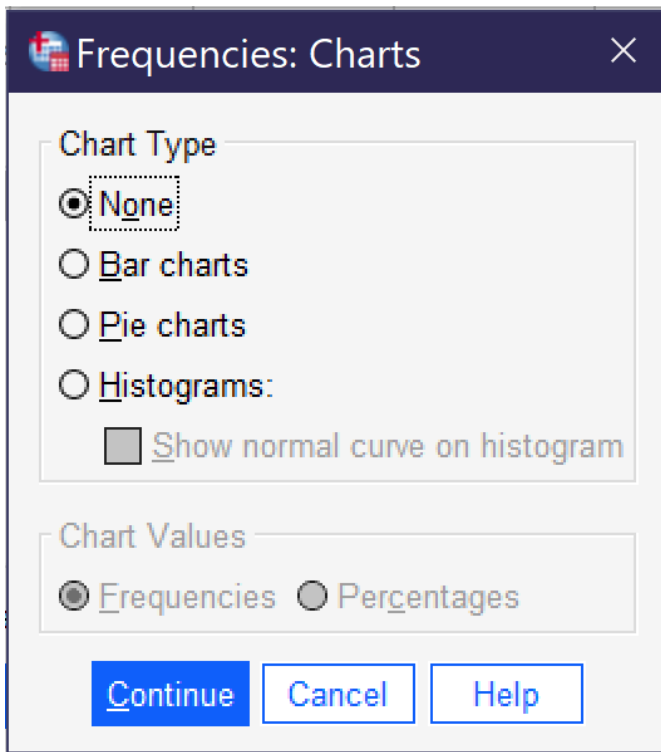 Frequencies: Charts
Chart Type
None
Bar charts
Pie charts
Histograms:
Show normal curve on histogram
Chart Values
Frequencies Percentages
Continue Cancel Help